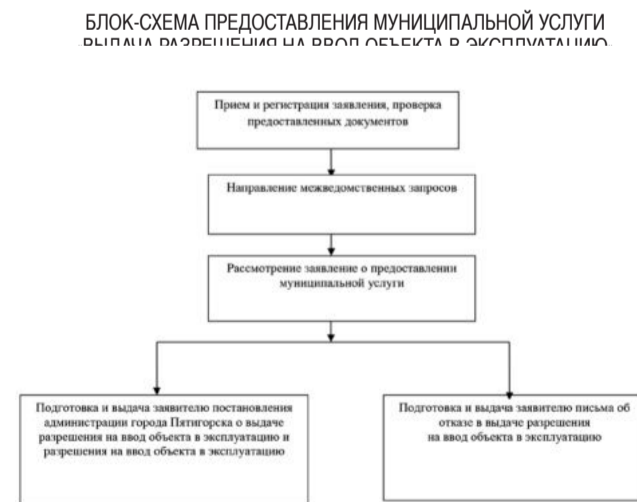 БЛОК-СХЕМА ПРЕДОСТАВЛЕНИЯ МУНИЦИПАЛЬНОЙ УСЛУГИ
ВЫДАЧА РАЗРЕШЕНИЯ НА ВВОД ОБЪЕКТА В ЭКСПЛУАТАЦИЮ
Прием и регистрация заявления, проверка
предоставленных документов
Направление межведомственных запросов
Рассмотрение заявление о предоставлении
муниципальной услуги
Подготовка и выдача заявителю постановления
администрации города Пятигорска о выдаче
разрешения на ввод объекта в эксплуатацию и
разрешения на ввод объекта в эксплуатацию
Подготовка и выдача заявителю письма об
отказе в выдаче разрешения
на ввод объекта в эксплуатацию